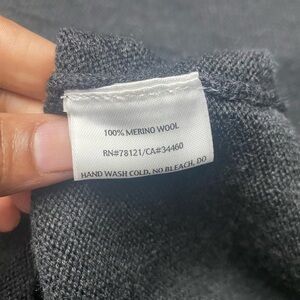 100% MERINO WOOL
RN#78121/CA#34460
HAND WASH COLD, NO BLEACH, DO